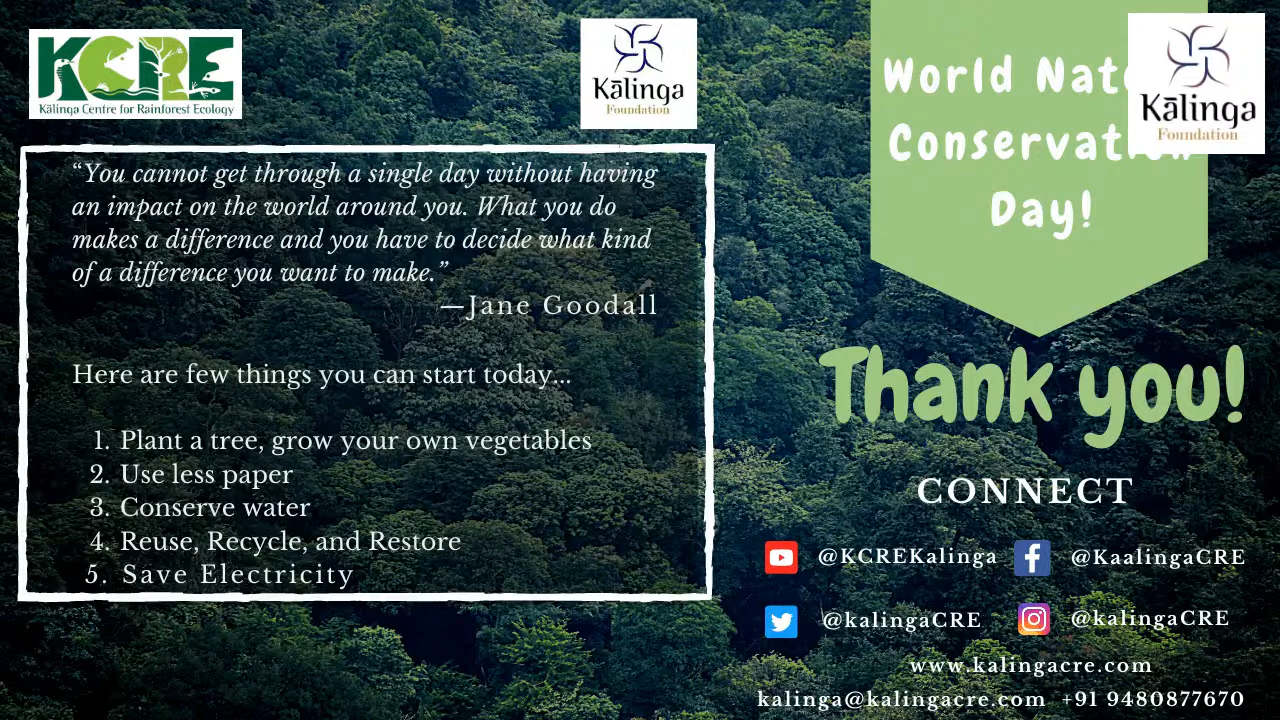 KCRE
Kālinga Centre for Rainforest Ecology
Kālinga
Foundation
“You cannot get through a single day without having
an impact on the world around you. What you do
makes a difference and you have to decide what kind
of a difference you want to make.”
—Jane Goodall
Here are few things you can start today...
1. Plant a tree, grow your own vegetables
2. Use less paper
3. Conserve water
4. Reuse, Recycle, and Restore
5. Save Electricity
World
Kālinga
Foundation
Day!
Thank you!
CONNECT
@KCREKalinga @KaalingaCRE
@kalingaCRE @kalingaCRE
www.kalingacre.com
kalinga@kalingacre.com +91 9480877670